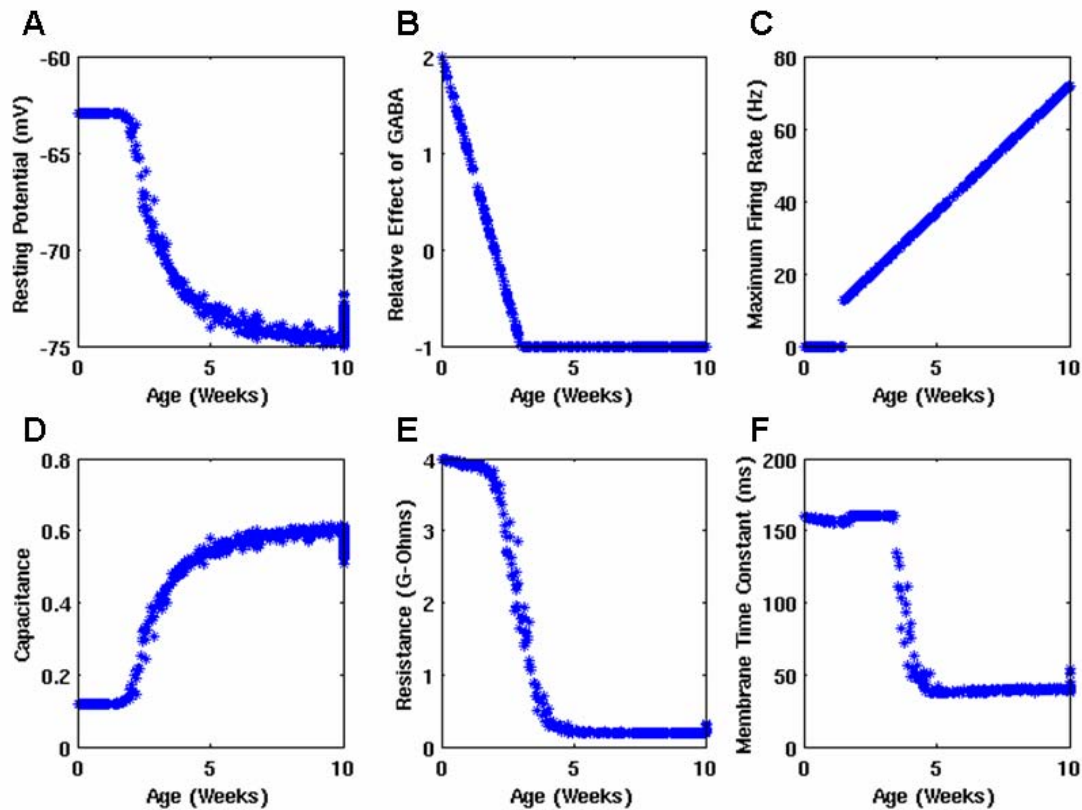 A
B
C
Resting Potential (mV)
-60
-65
-70
-75
0
5
10
Age (Weeks)
Relative Effect of GABA
2
1
0
-1
0
5
10
Age (Weeks)
Maximum Firing Rate (Hz)
80
60
40
20
0
0
5
10
Age (Weeks)
D
E
F
Capacitance
0.8
0.6
0.4
0.2
0
0
5
10
Age (Weeks)
Resistance (G-Ohms)
4
3
2
1
0
0
5
10
Age (Weeks)
Membrane Time Constant (ms)
200
150
100
50
0
0
5
10
Age (Weeks)